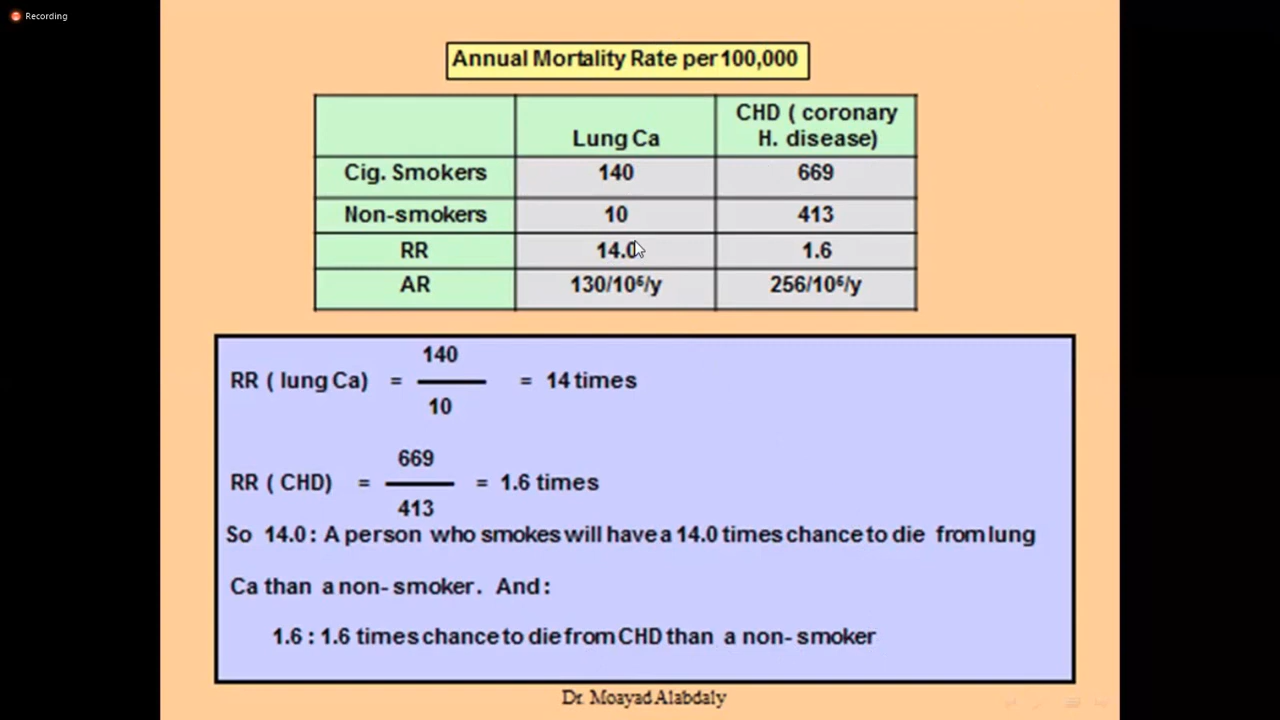 Recording
Annual Mortality Rate per 100,000
Lung Ca
CHD ( coronary
H. disease)
Cig. Smokers 140 669
Non-smokers 10 413
RR 14.0 1.6
AR 130/10⁵/y 256/10⁵/y
140
RR ( lung Ca) = = 14 times
10
669
RR ( CHD) = = 1.6 times
413
So 14.0 : A person who smokes will have a 14.0 times chance to die from lung
Ca than a non- smoker. And :
1.6 : 1.6 times chance to die from CHD than a non- smoker
Dr. Moayad Alabdaly